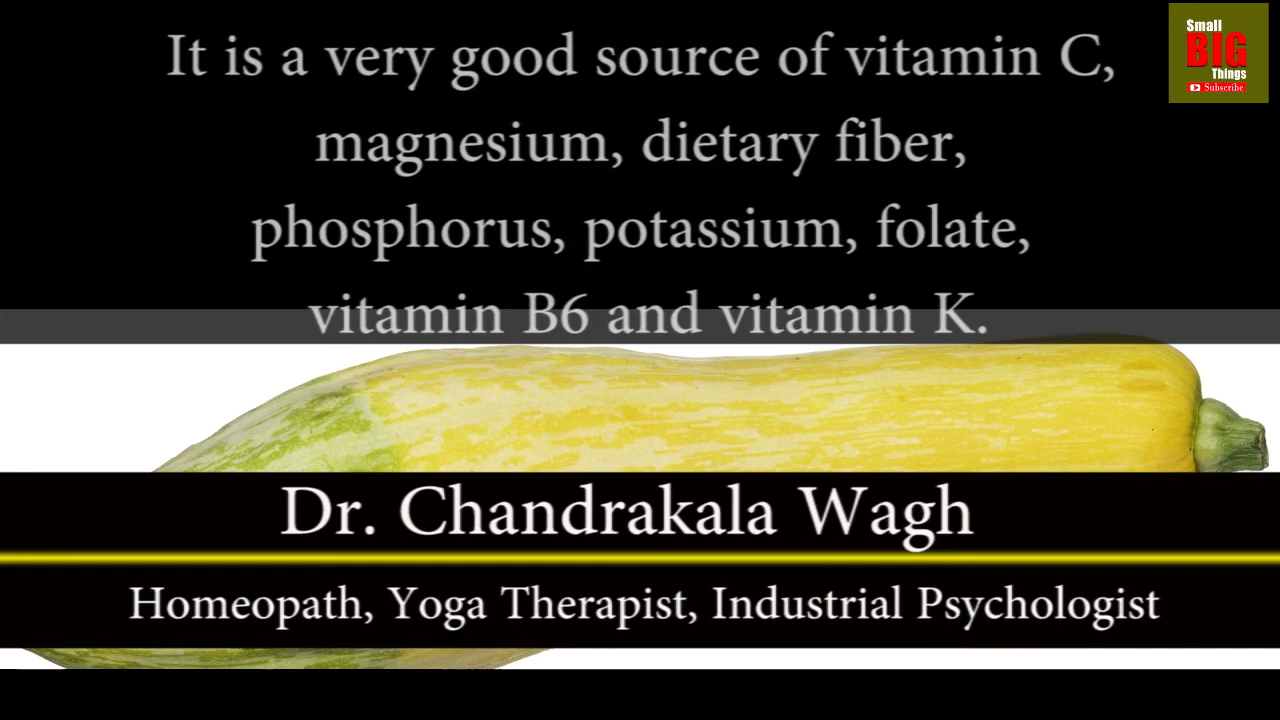 It is a very good source of vitamin C,
magnesium, dietary fiber,
phosphorus, potassium, folate,
vitamin B6 and vitamin K.
Small
BIG
Things
Subscribe
Dr. Chandrakala Wagh
Homeopath, Yoga Therapist, Industrial Psychologist